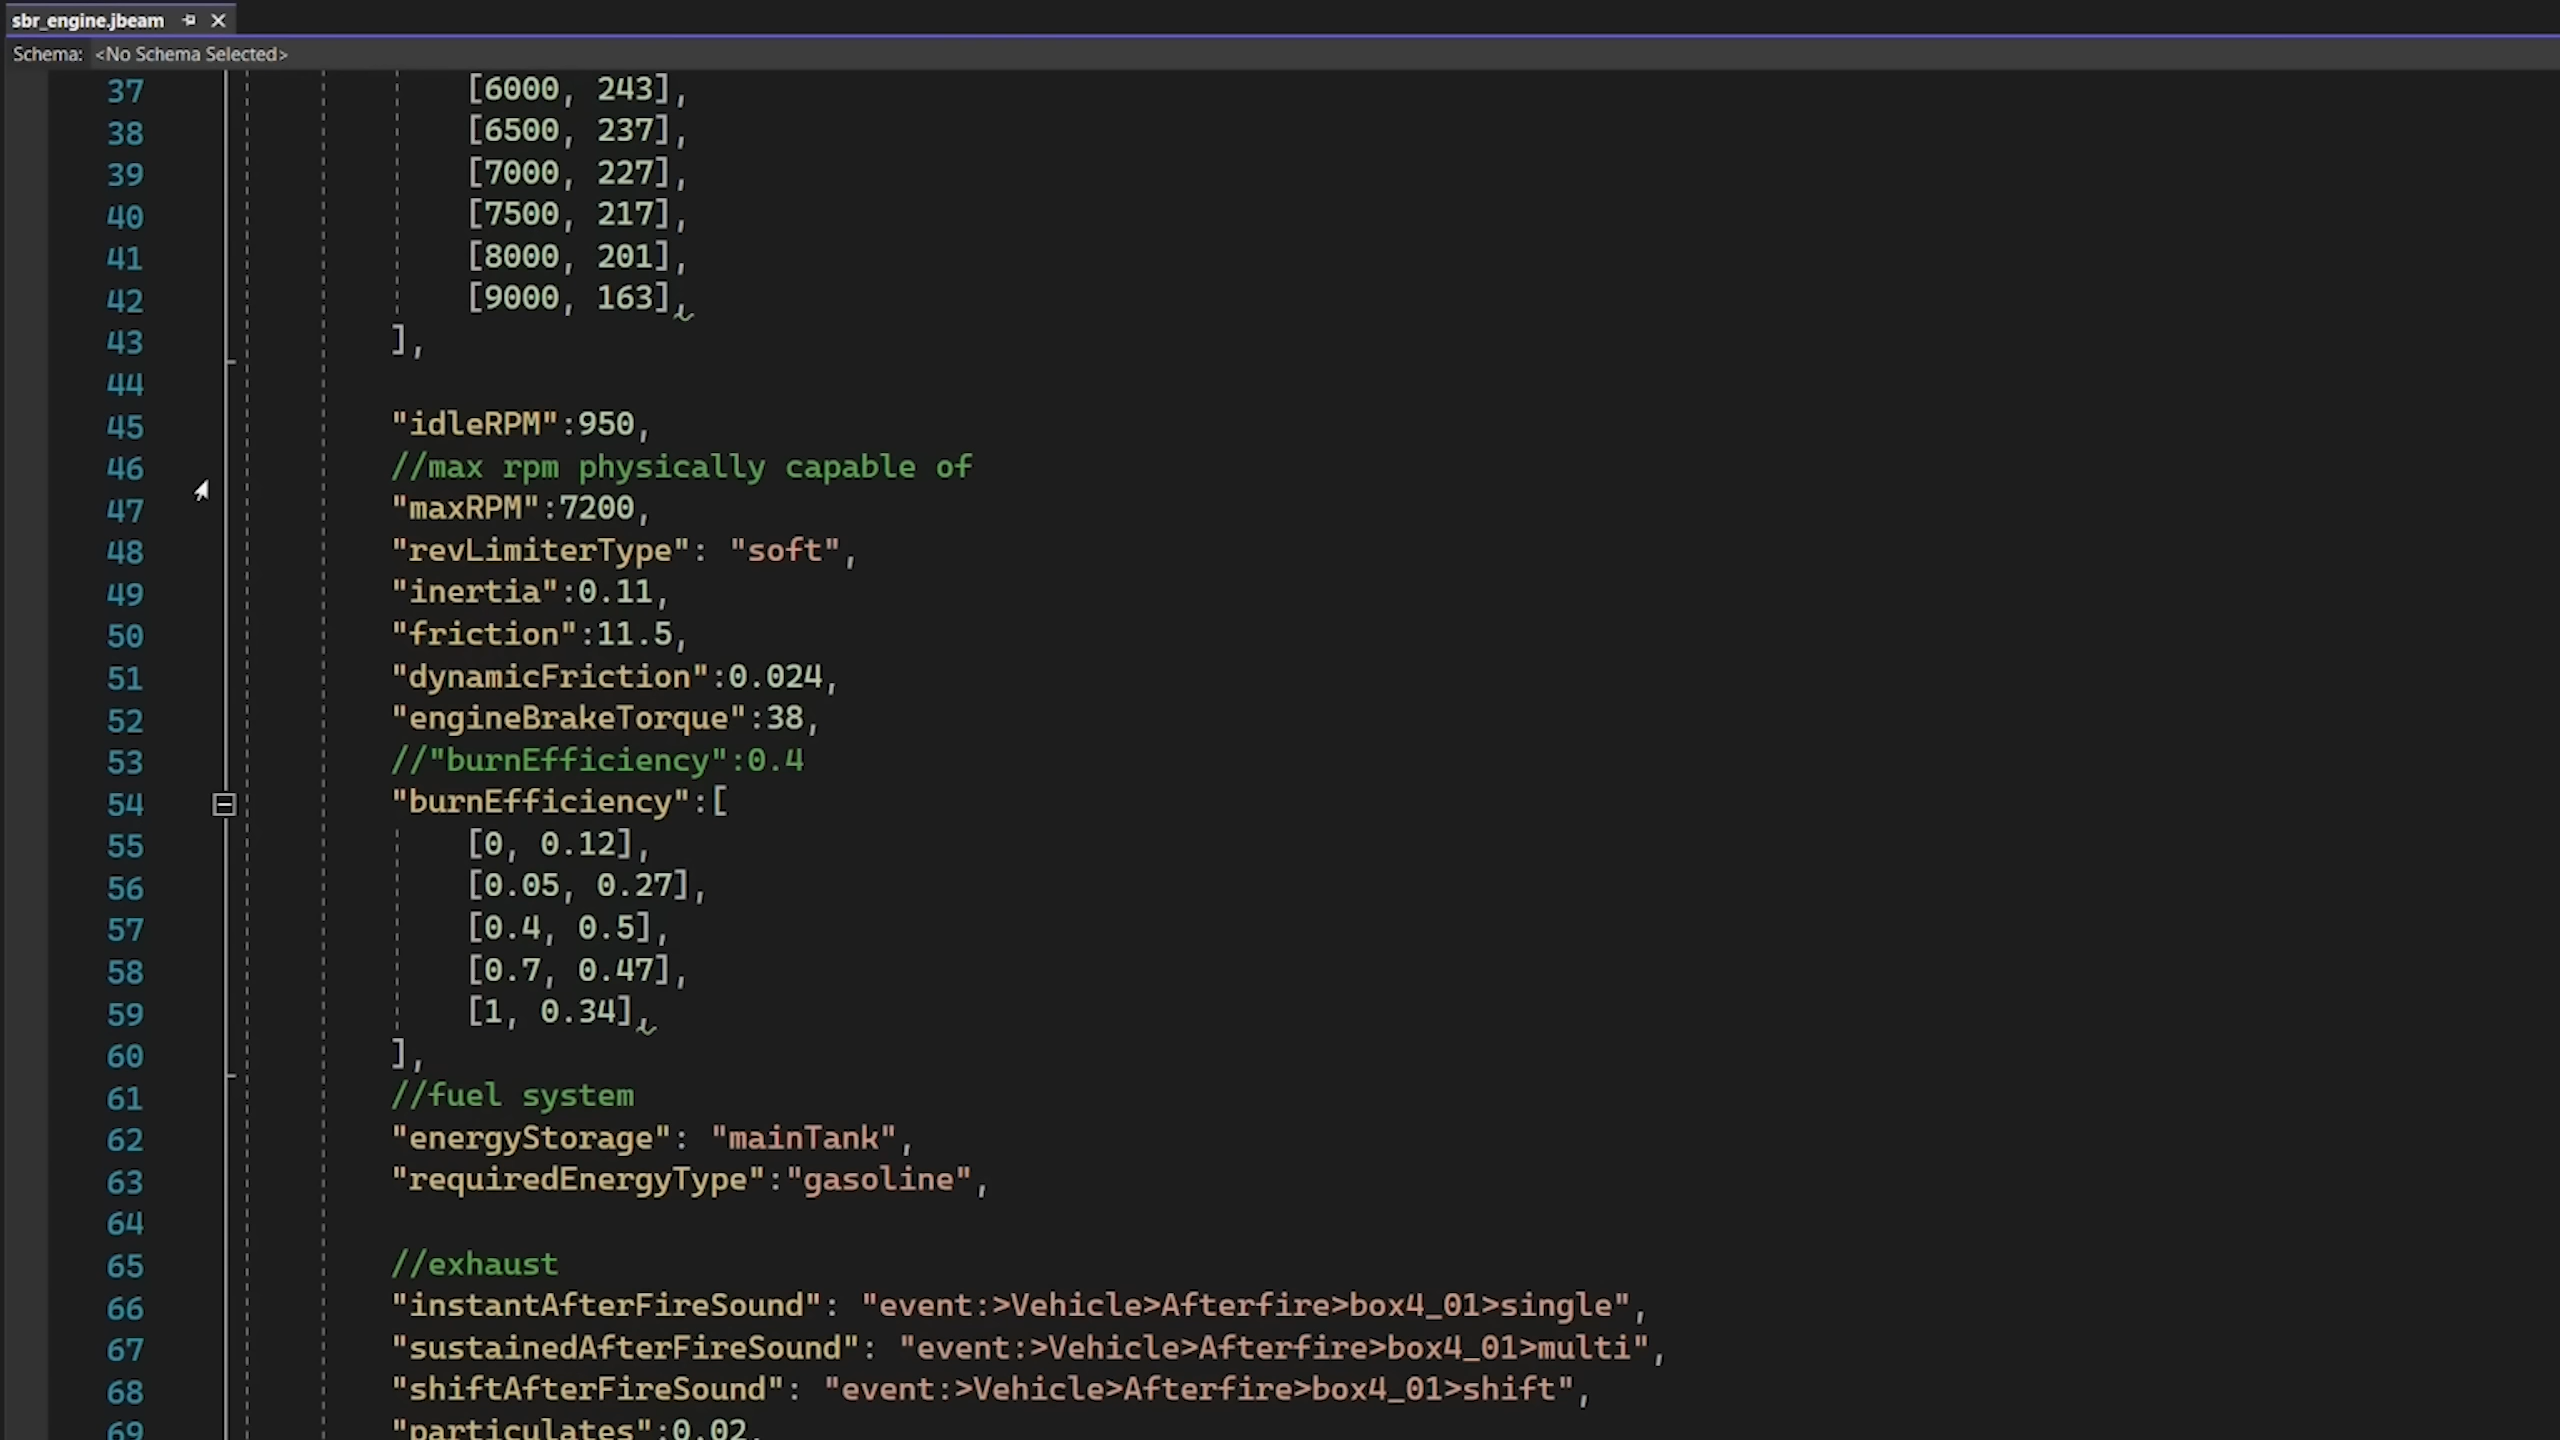 sbr_engine.jbeam
Schema: <No Schema Selected>
37 [6000, 243],
38 [6500, 237],
39 [7000, 227],
40 [7500, 217],
41 [8000, 201],
42 [9000, 163],
43 ],
44
45 "idleRPM":950,
46 //max rpm physically capable of
47 "maxRPM":7200,
48 "revLimiterType": "soft",
49 "inertia":0.11,
50 "friction":11.5,
51 "dynamicFriction":0.024,
52 "engineBrakeTorque":38,
53 //"burnEfficiency":0.4
54 "burnEfficiency":[
55 [0, 0.12],
56 [0.05, 0.27],
57 [0.4, 0.5],
58 [0.7, 0.47],
59 [1, 0.34],
60 ],
61 //fuel system
62 "energyStorage": "mainTank",
63 "requiredEnergyType":"gasoline",
64
65 //exhaust
66 "instantAfterFireSound": "event:>Vehicle>Afterfire>box4_01>single",
67 "sustainedAfterFireSound": "event:>Vehicle>Afterfire>box4_01>multi",
68 "shiftAfterFireSound": "event:>Vehicle>Afterfire>box4_01>shift",
69 "particulates":0.02,